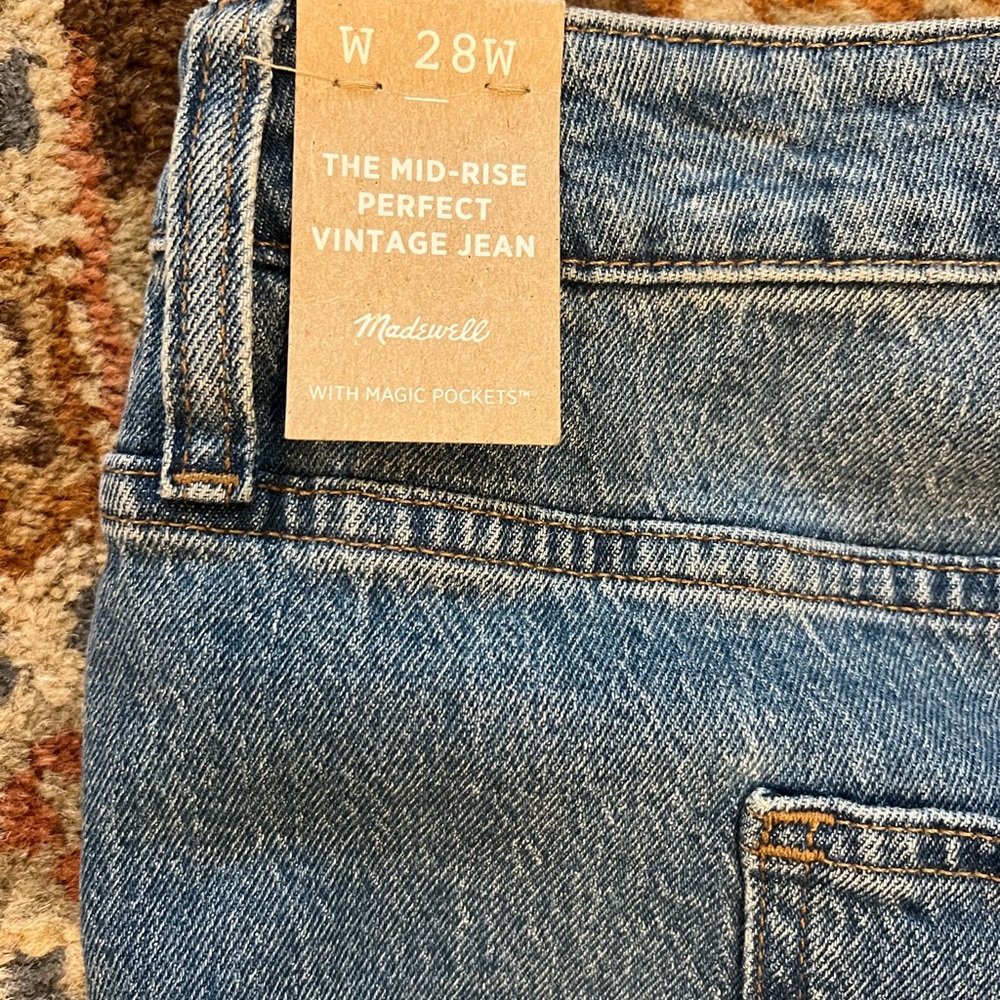 W 28W
THE MID-RISE
PERFECT
VINTAGE JEAN
Madewell
WITH MAGIC POCKETS™